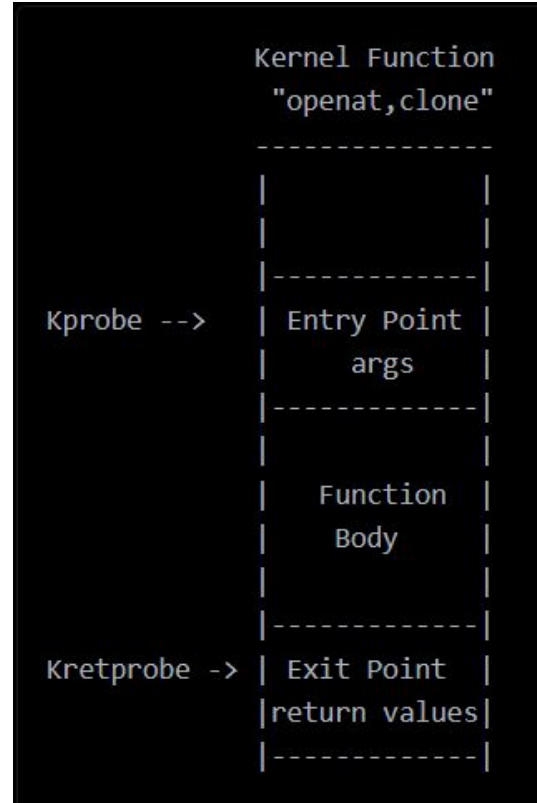 Kernel Function
"openat,clone"
---------------
| |
| |
|-------------|
Kprobe --> | Entry Point |
| args |
|-------------|
| |
| Function |
| Body |
| |
|-------------|
Kretprobe -> | Exit Point |
|return values|
|-------------|